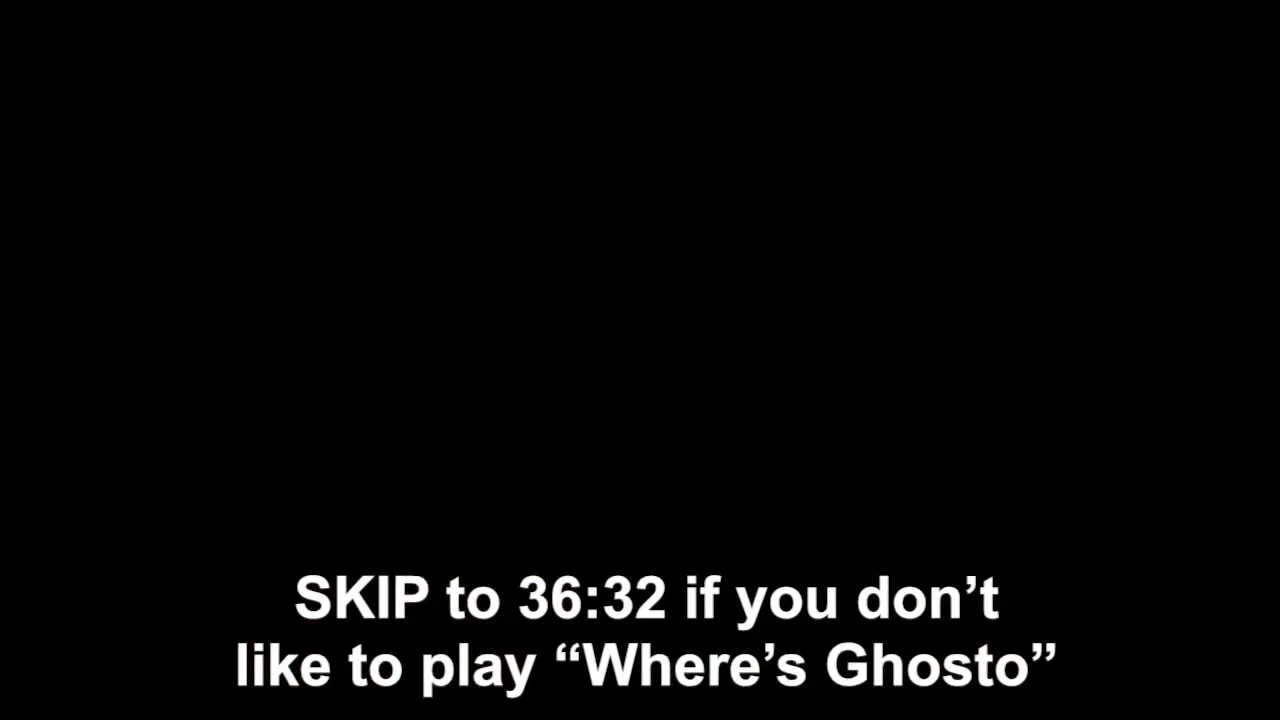 SKIP to 36:32 if you don’t
like to play “Where’s Ghosto”